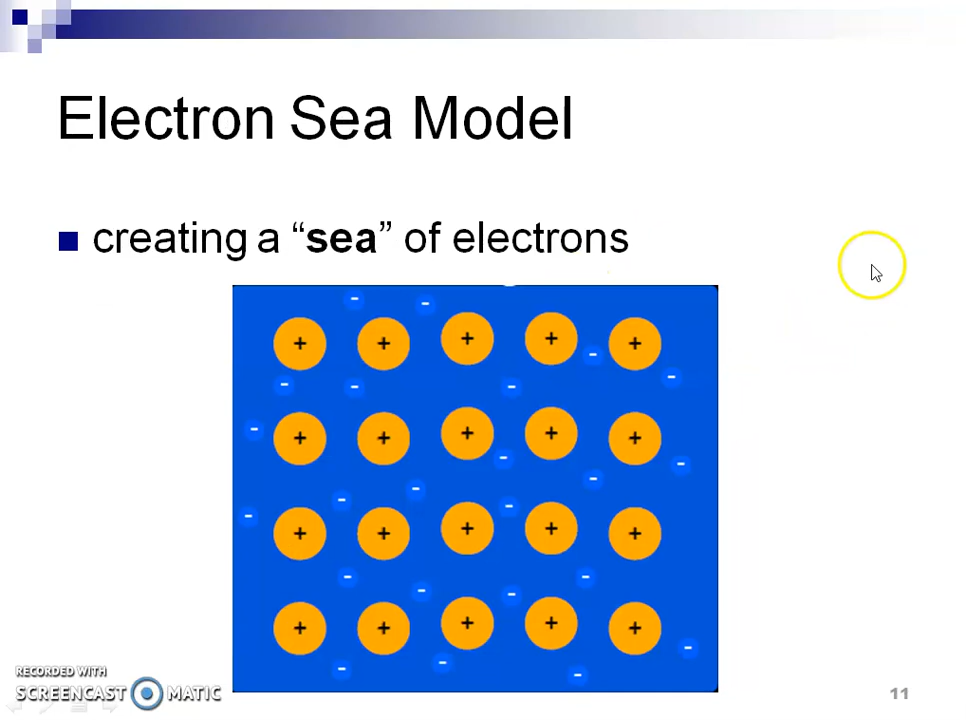 Electron Sea Model
creating a “sea” of electrons
- -
+ + + + +
- -
- - -
-
+ + + + +
- -
- - -
- -
+ + + + +
- -
- -
+ + + + +
-
- - -
RECORDED WITH
SCREENCAST MATIC
11